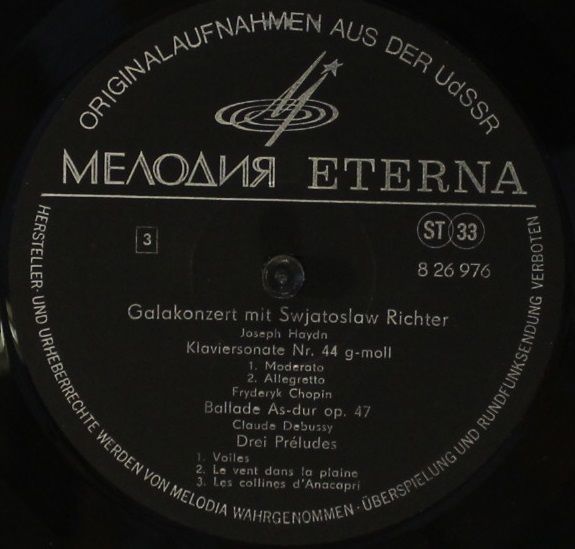 ORIGINALAUFNAHMEN AUS DER UdSSR
МЕЛОДИЯ ETERNA
3
ST 33
8 26 976
Galakonzert mit Swjatoslaw Richter
Joseph Haydn
Klaviersonate Nr. 44 g-moll
1. Moderato
2. Allegretto
Fryderyk Chopin
Ballade As-dur op. 47
Claude Debussy
Drei Préludes
1. Voiles
2. Le vent dans la plaine
3. Les collines d'Anacapri
HERSTELLER- UND URHEBERRECHTE WERDEN VON MELODIA WAHRGENOMMEN · ÜBERSPIELUNG UND RUNDFUNKSENDUNG VERBOTEN